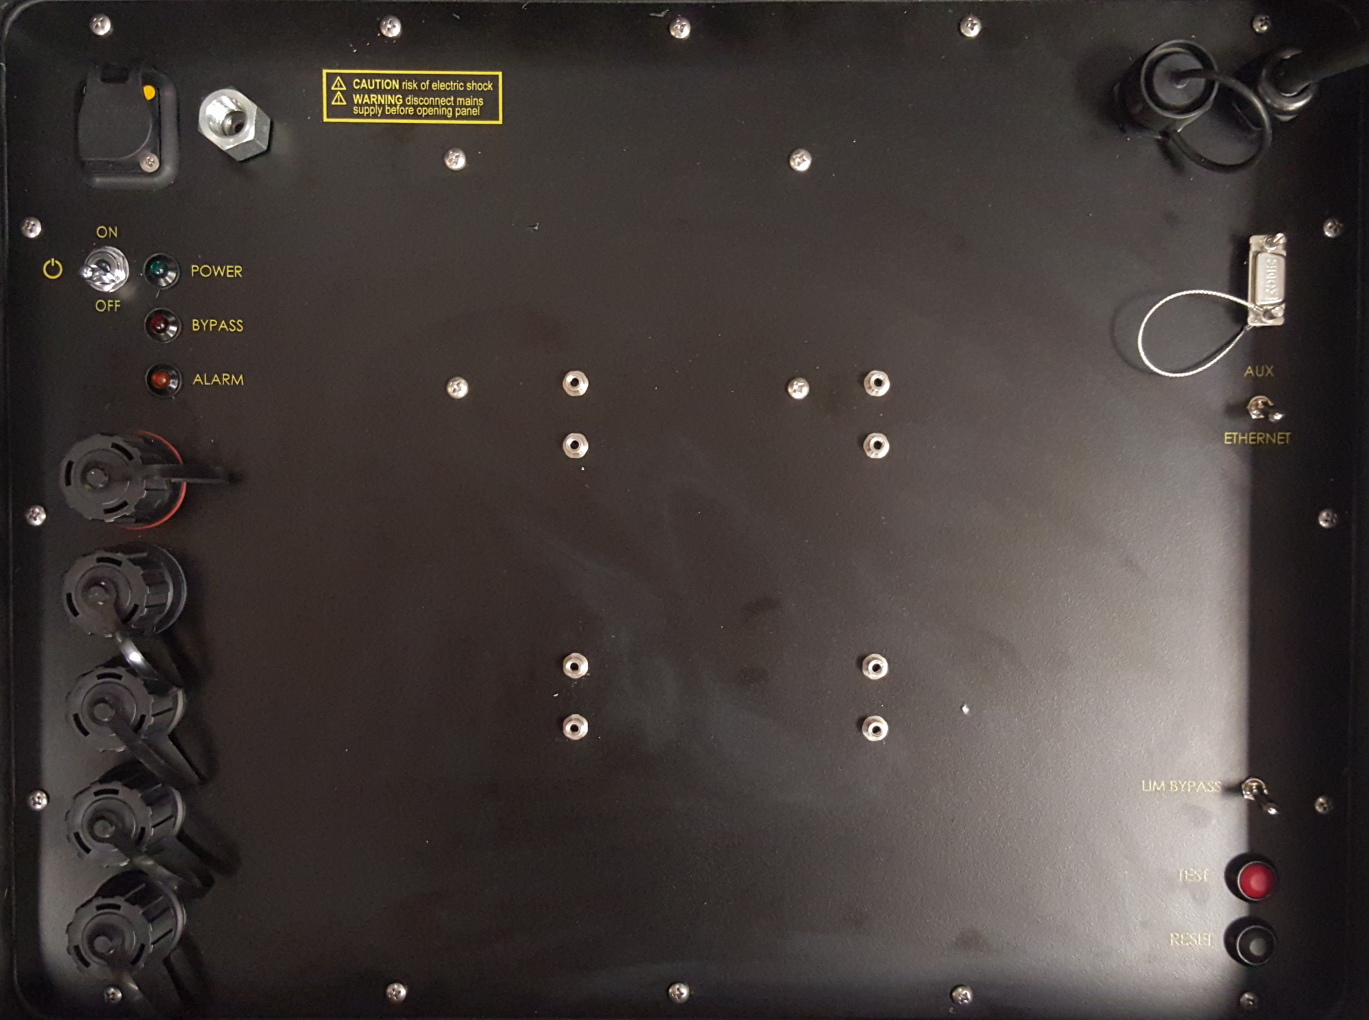 CAUTION risk of electric shock
WARNING disconnect mains
supply before opening panel
ON
OFF
POWER
BYPASS
ALARM
AUX
ETHERNET
LIM BYPASS
TEST
RESET